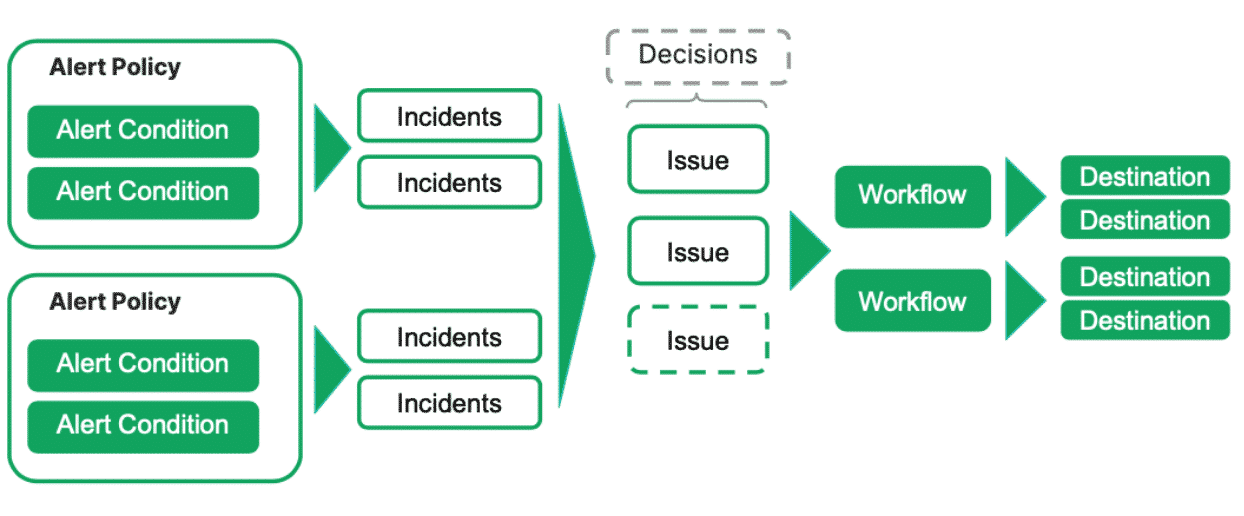 Alert Policy
Alert Condition
Alert Condition
Incidents
Incidents
Alert Policy
Alert Condition
Alert Condition
Incidents
Incidents
Decisions
Issue
Issue
Issue
Workflow
Workflow
Destination
Destination
Destination
Destination